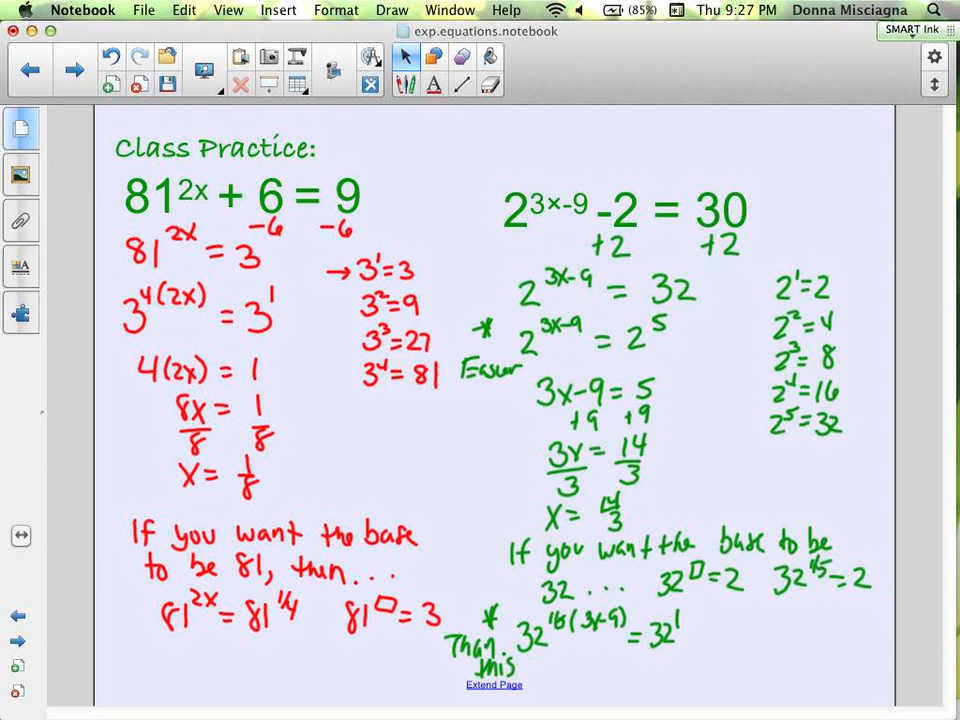 Notebook File Edit View Insert Format Draw Window Help (85%) Thu 9:27 PM Donna Misciagna
exp.equations.notebook
SMART Ink
Class Practice:
81^2x + 6 = 9
-6 -6
81^2x = 3
3^4(2x) = 3^1
4(2x) = 1
8x = 1
8 8
x = 1/8
→ 3^1 = 3
3^2 = 9
3^3 = 27
3^4 = 81
If you want the base
to be 81, then...
81^2x = 81^1/4 81^□ = 3
2^3x-9 -2 = 30
+2 +2
2^3x-9 = 32
* 2^3x-9 = 2^5
Easier
3x-9 = 5
+9 +9
3x = 14
3 3
x = 14/3
2^1 = 2
2^2 = 4
2^3 = 8
2^4 = 16
2^5 = 32
If you want the base to be
32 ... 32^□ = 2 32^1/5 = 2
* 32^1/5(3x-9) = 32^1
Than
this
Extend Page